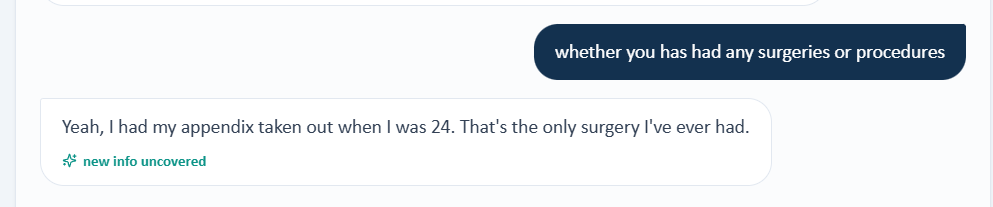 whether you has had any surgeries or procedures
Yeah, I had my appendix taken out when I was 24. That's the only surgery I've ever had.
new info uncovered